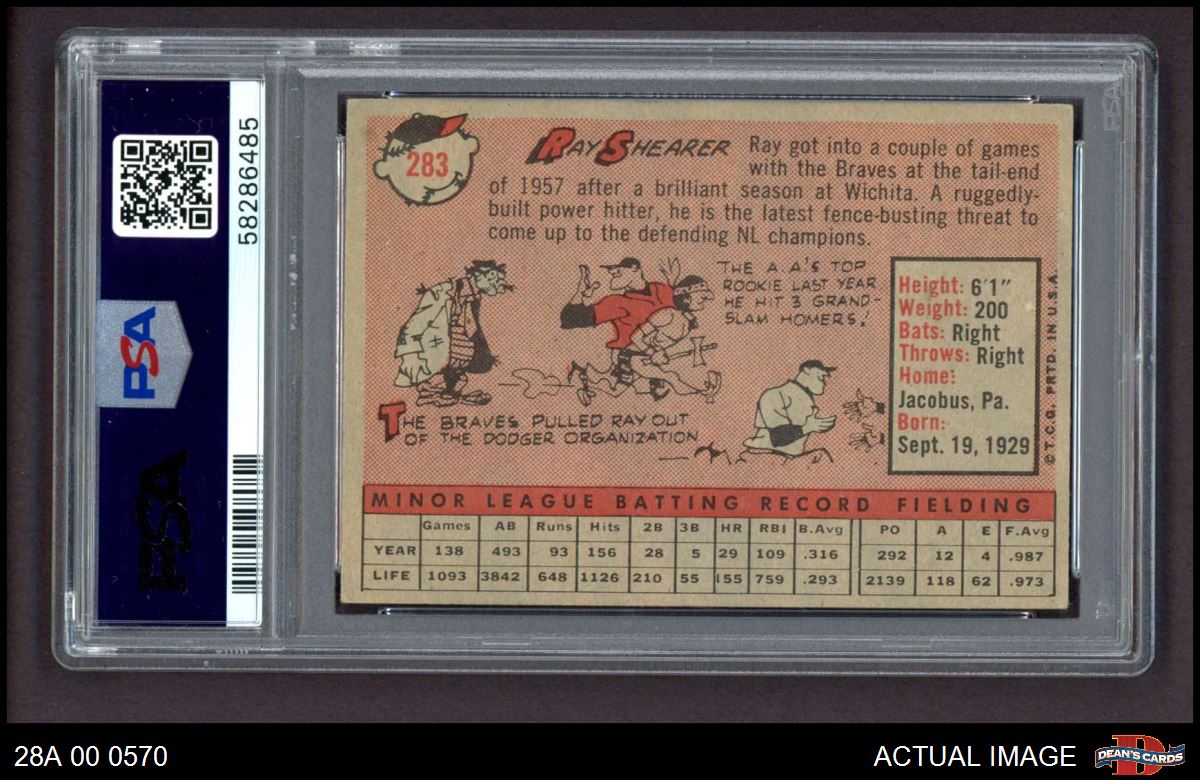 58286485
PSA
PSA
PSA
283
RAY SHEARER
Ray got into a couple of games
with the Braves at the tail-end
of 1957 after a brilliant season at Wichita. A ruggedly-
built power hitter, he is the latest fence-busting threat to
come up to the defending NL champions.
THE A.A.'S TOP
ROOKIE LAST YEAR
HE HIT 3 GRAND-
SLAM HOMERS!
THE BRAVES PULLED RAY OUT
OF THE DODGER ORGANIZATION
Height: 6'1"
Weight: 200
Bats: Right
Throws: Right
Home:
Jacobus, Pa.
Born:
Sept. 19, 1929
©T.C.G. PRTD. IN U.S.A.
MINOR LEAGUE BATTING RECORD FIELDING
Games AB Runs Hits 2B 3B HR RBI B.Avg PO A E F.Avg
YEAR 138 493 93 156 28 5 29 109 .316 292 12 4 .987
LIFE 1093 3842 648 1126 210 55 155 759 .293 2139 118 62 .973
28A 00 0570
ACTUAL IMAGE
DEAN'S CARDS